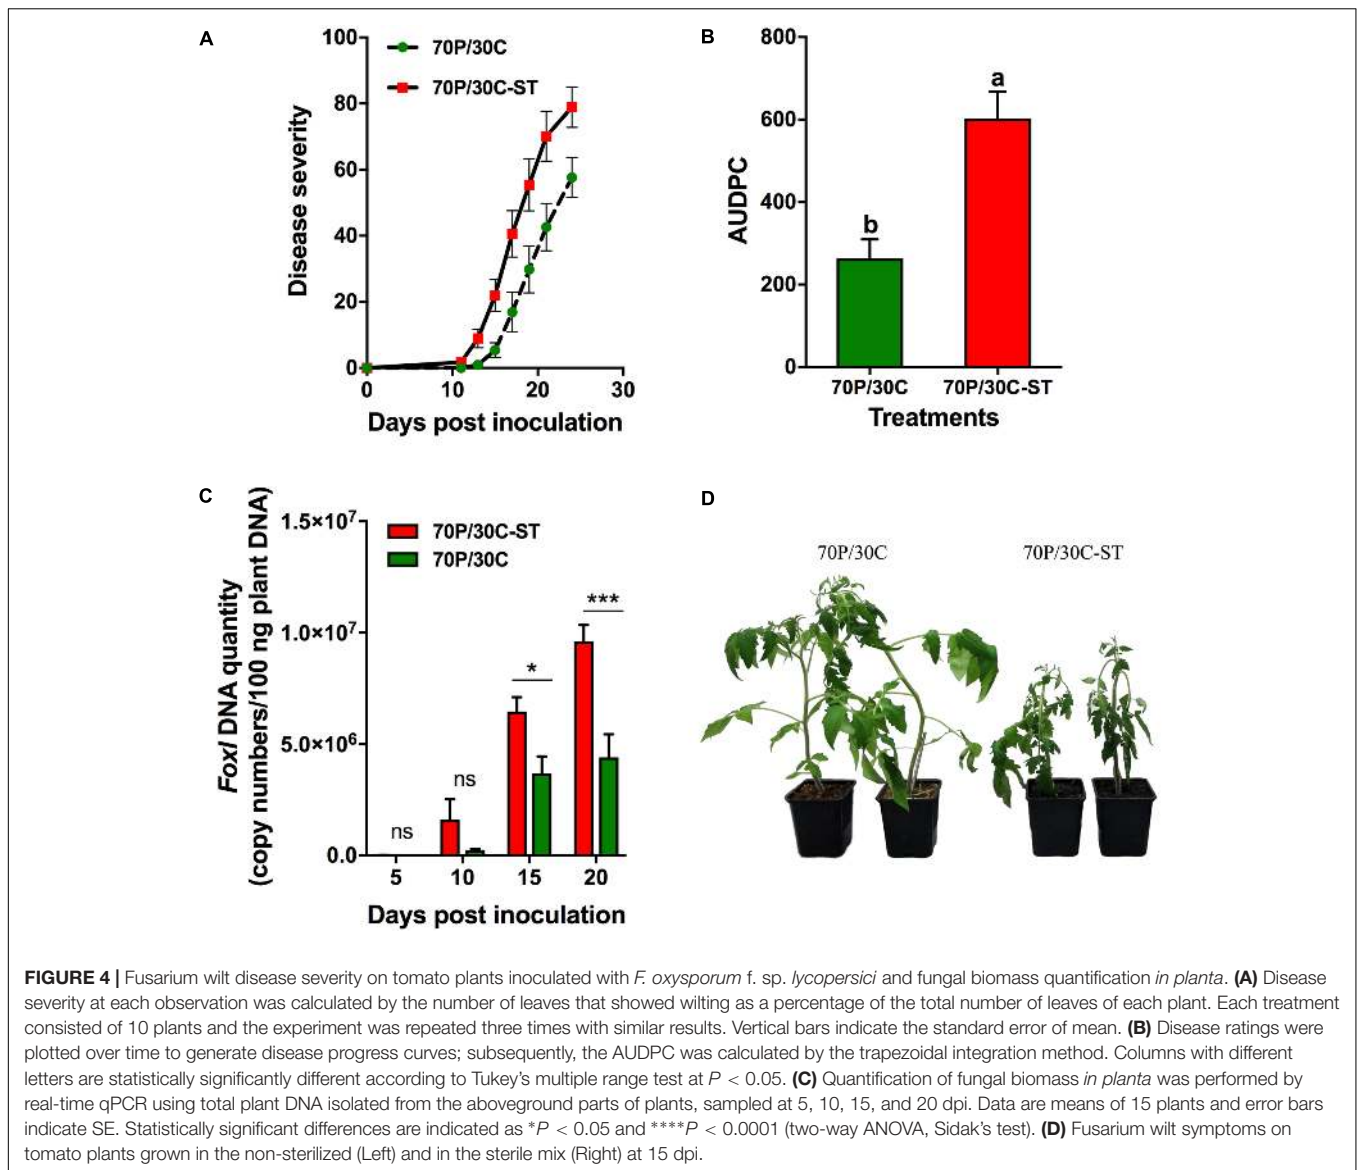 A
100
80
60
40
20
0
Disease severity
70P/30C
70P/30C-ST
0 10 20 30
Days post inoculation
B
800
600
400
200
0
AUDPC
b
a
70P/30C 70P/30C-ST
Treatments
C
1.5×10⁷
1.0×10⁷
5.0×10⁶
0.0
Foxl DNA quantity
(copy numbers/100 ng plant DNA)
70P/30C-ST
70P/30C
ns
ns
*
***
5 10 15 20
Days post inoculation
D
70P/30C 70P/30C-ST
FIGURE 4 | Fusarium wilt disease severity on tomato plants inoculated with F. oxysporum f. sp. lycopersici and fungal biomass quantification in planta. (A) Disease
severity at each observation was calculated by the number of leaves that showed wilting as a percentage of the total number of leaves of each plant. Each treatment
consisted of 10 plants and the experiment was repeated three times with similar results. Vertical bars indicate the standard error of mean. (B) Disease ratings were
plotted over time to generate disease progress curves; subsequently, the AUDPC was calculated by the trapezoidal integration method. Columns with different
letters are statistically significantly different according to Tukey's multiple range test at P < 0.05. (C) Quantification of fungal biomass in planta was performed by
real-time qPCR using total plant DNA isolated from the aboveground parts of plants, sampled at 5, 10, 15, and 20 dpi. Data are means of 15 plants and error bars
indicate SE. Statistically significant differences are indicated as *P < 0.05 and ****P < 0.0001 (two-way ANOVA, Sidak's test). (D) Fusarium wilt symptoms on
tomato plants grown in the non-sterilized (Left) and in the sterile mix (Right) at 15 dpi.